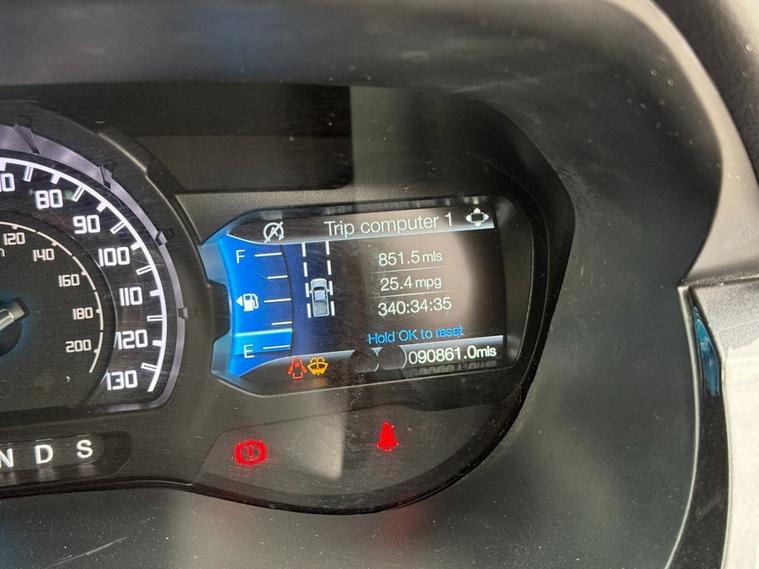 80
90
100
110
120
130
120
140
160
180
200
N D S
Trip computer 1
F
E
851.5 mls
25.4 mpg
340:34:35
Hold OK to reset
090861.0mls